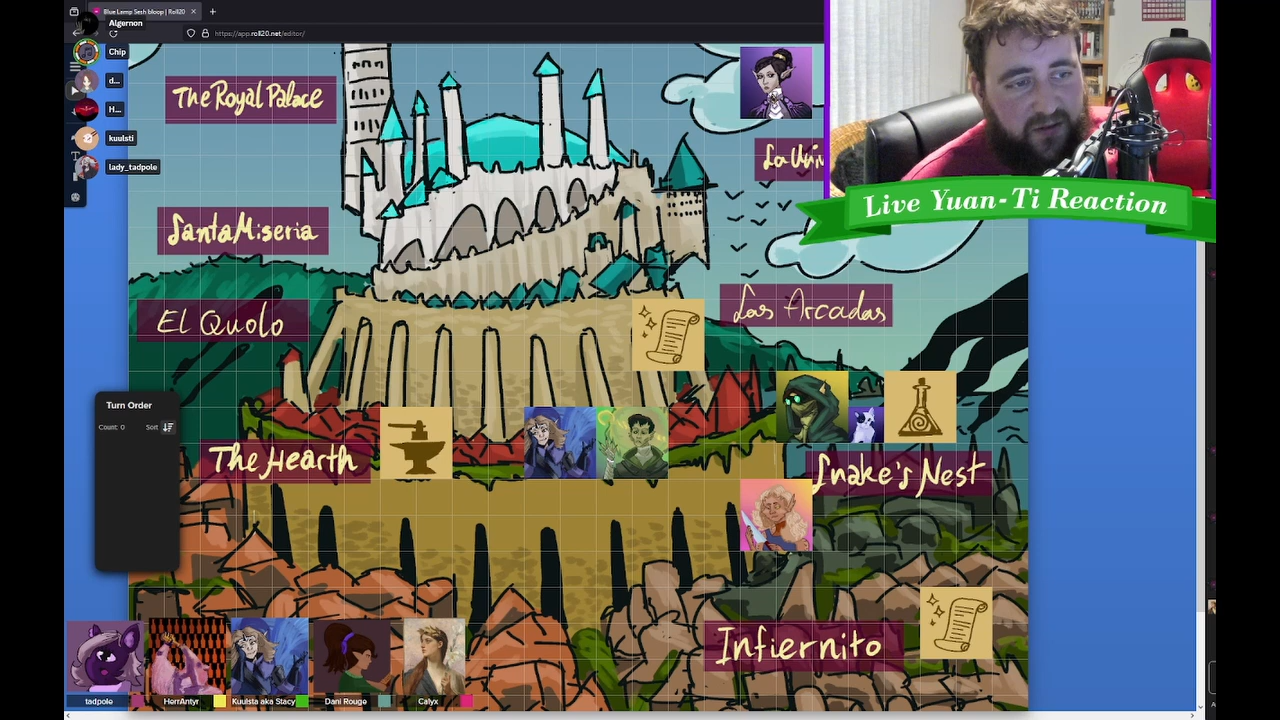 Blue Lemp Sesh bloop | Roll20
Algernon
https://app.roll20.net/editor/
Chip
d...
H...
kuulsti
lady_tadpole
The Royal Palace
SantaMiseria
El Quolo
Las Arcadas
Live Yuan-Ti Reaction
Turn Order
Count: 0
Sort
The Hearth
Snake's Nest
Infiernito
tadpole
HerrAntyr
Kuulsta aka Stacy
Dani Rouge
Calyx